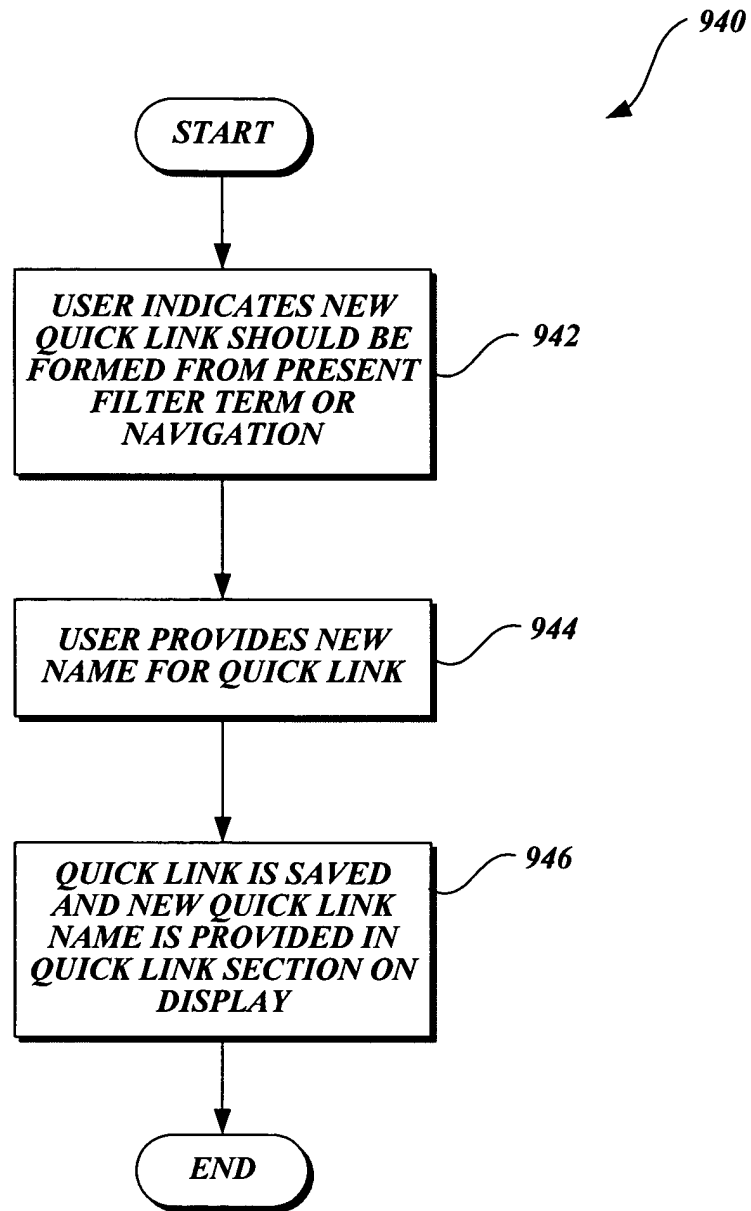 940
START
USER INDICATES NEW
QUICK LINK SHOULD BE
FORMED FROM PRESENT
FILTER TERM OR
NAVIGATION
942
USER PROVIDES NEW
NAME FOR QUICK LINK
944
QUICK LINK IS SAVED
AND NEW QUICK LINK
NAME IS PROVIDED IN
QUICK LINK SECTION ON
DISPLAY
946
END